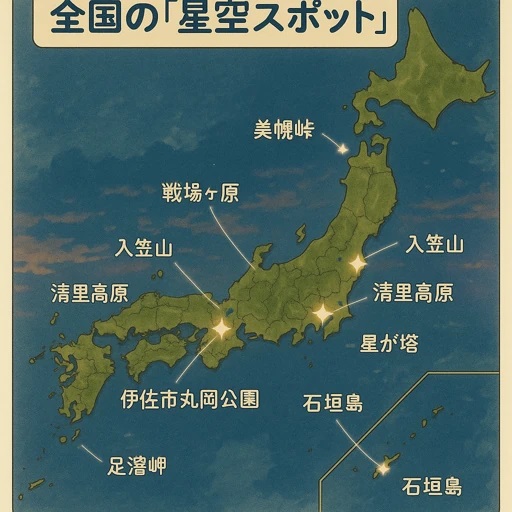 全国の「星空スポット」
美幌峠
戦場ヶ原
入笠山
入笠山
清里高原
清里高原
星が塔
伊佐市丸岡公園
石垣島
足澝岬
石垣島